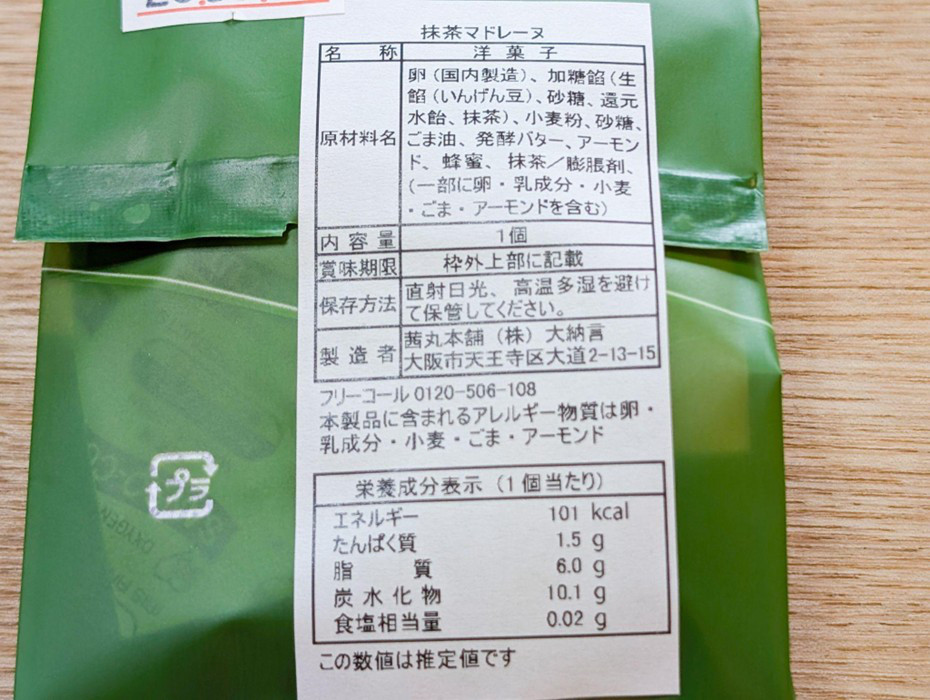 抹茶マドレーヌ
名 称 洋 菓 子
原材料名 卵（国内製造）、加糖餡（生
餡（いんげん豆）、砂糖、還元
水飴、抹茶）、小麦粉、砂糖、
ごま油、発酵バター、アーモン
ド、蜂蜜、抹茶／膨脹剤、
（一部に卵・乳成分・小麦
・ごま・アーモンドを含む）
内 容 量 1個
賞味期限 枠外上部に記載
保存方法 直射日光、高温多湿を避け
て保管してください。
製 造 者 茜丸本舗（株）大納言
大阪市天王寺区大道2-13-15
フリーコール 0120-506-108
本製品に含まれるアレルギー物質は卵・
乳成分・小麦・ごま・アーモンド
栄養成分表示（1個当たり）
エネルギー 101 kcal
たんぱく質 1.5 g
脂 質 6.0 g
炭 水 化 物 10.1 g
食塩相当量 0.02 g
この数値は推定値です
プラ
OXYGEN